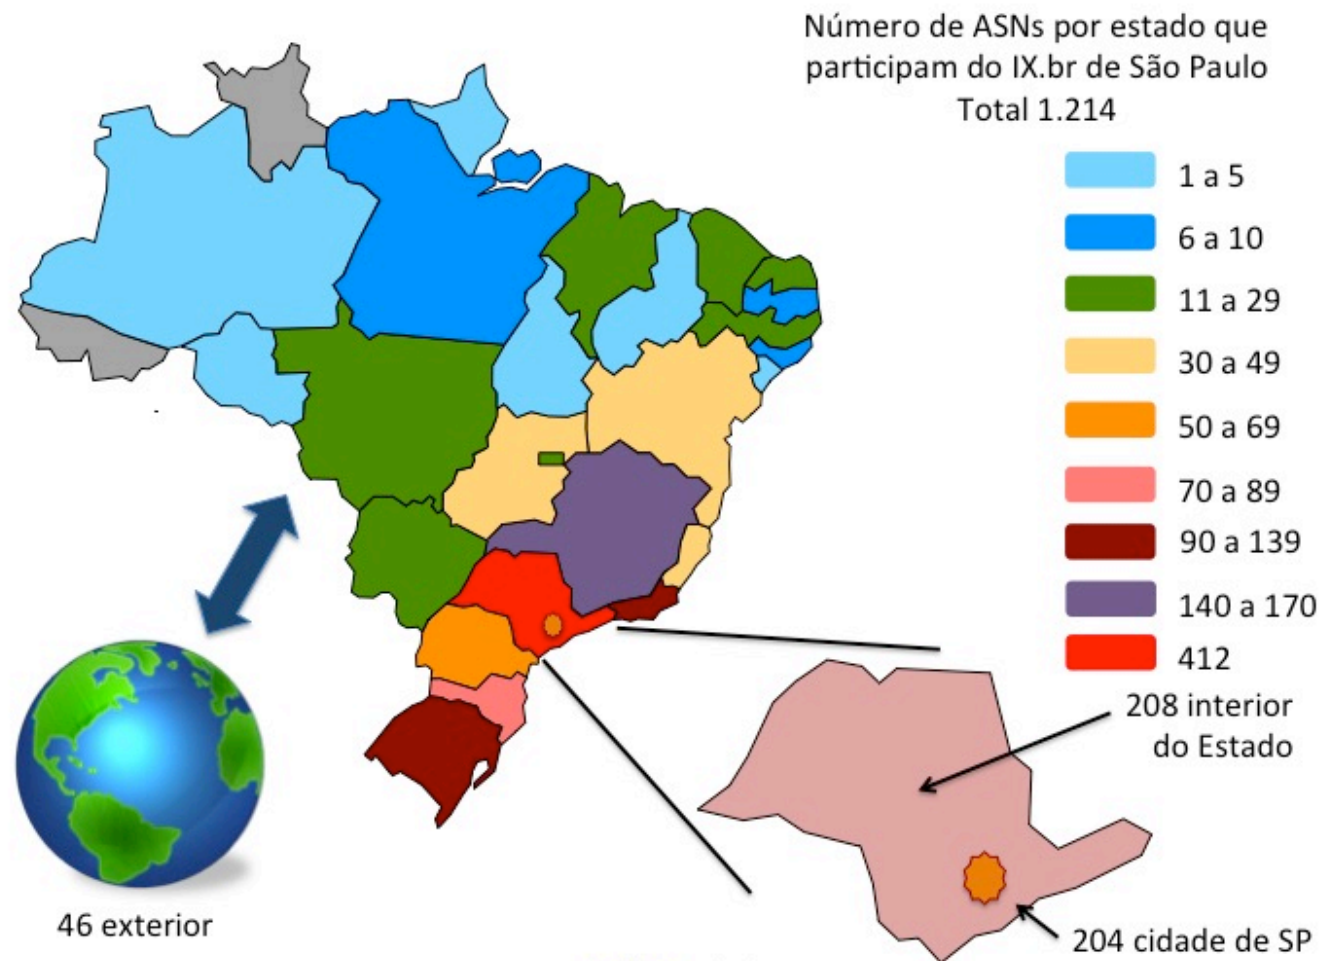 Número de ASNs por estado que
participam do IX.br de São Paulo
Total 1.214
1 a 5
6 a 10
11 a 29
30 a 49
50 a 69
70 a 89
90 a 139
140 a 170
412
208 interior
do Estado
46 exterior
204 cidade de SP